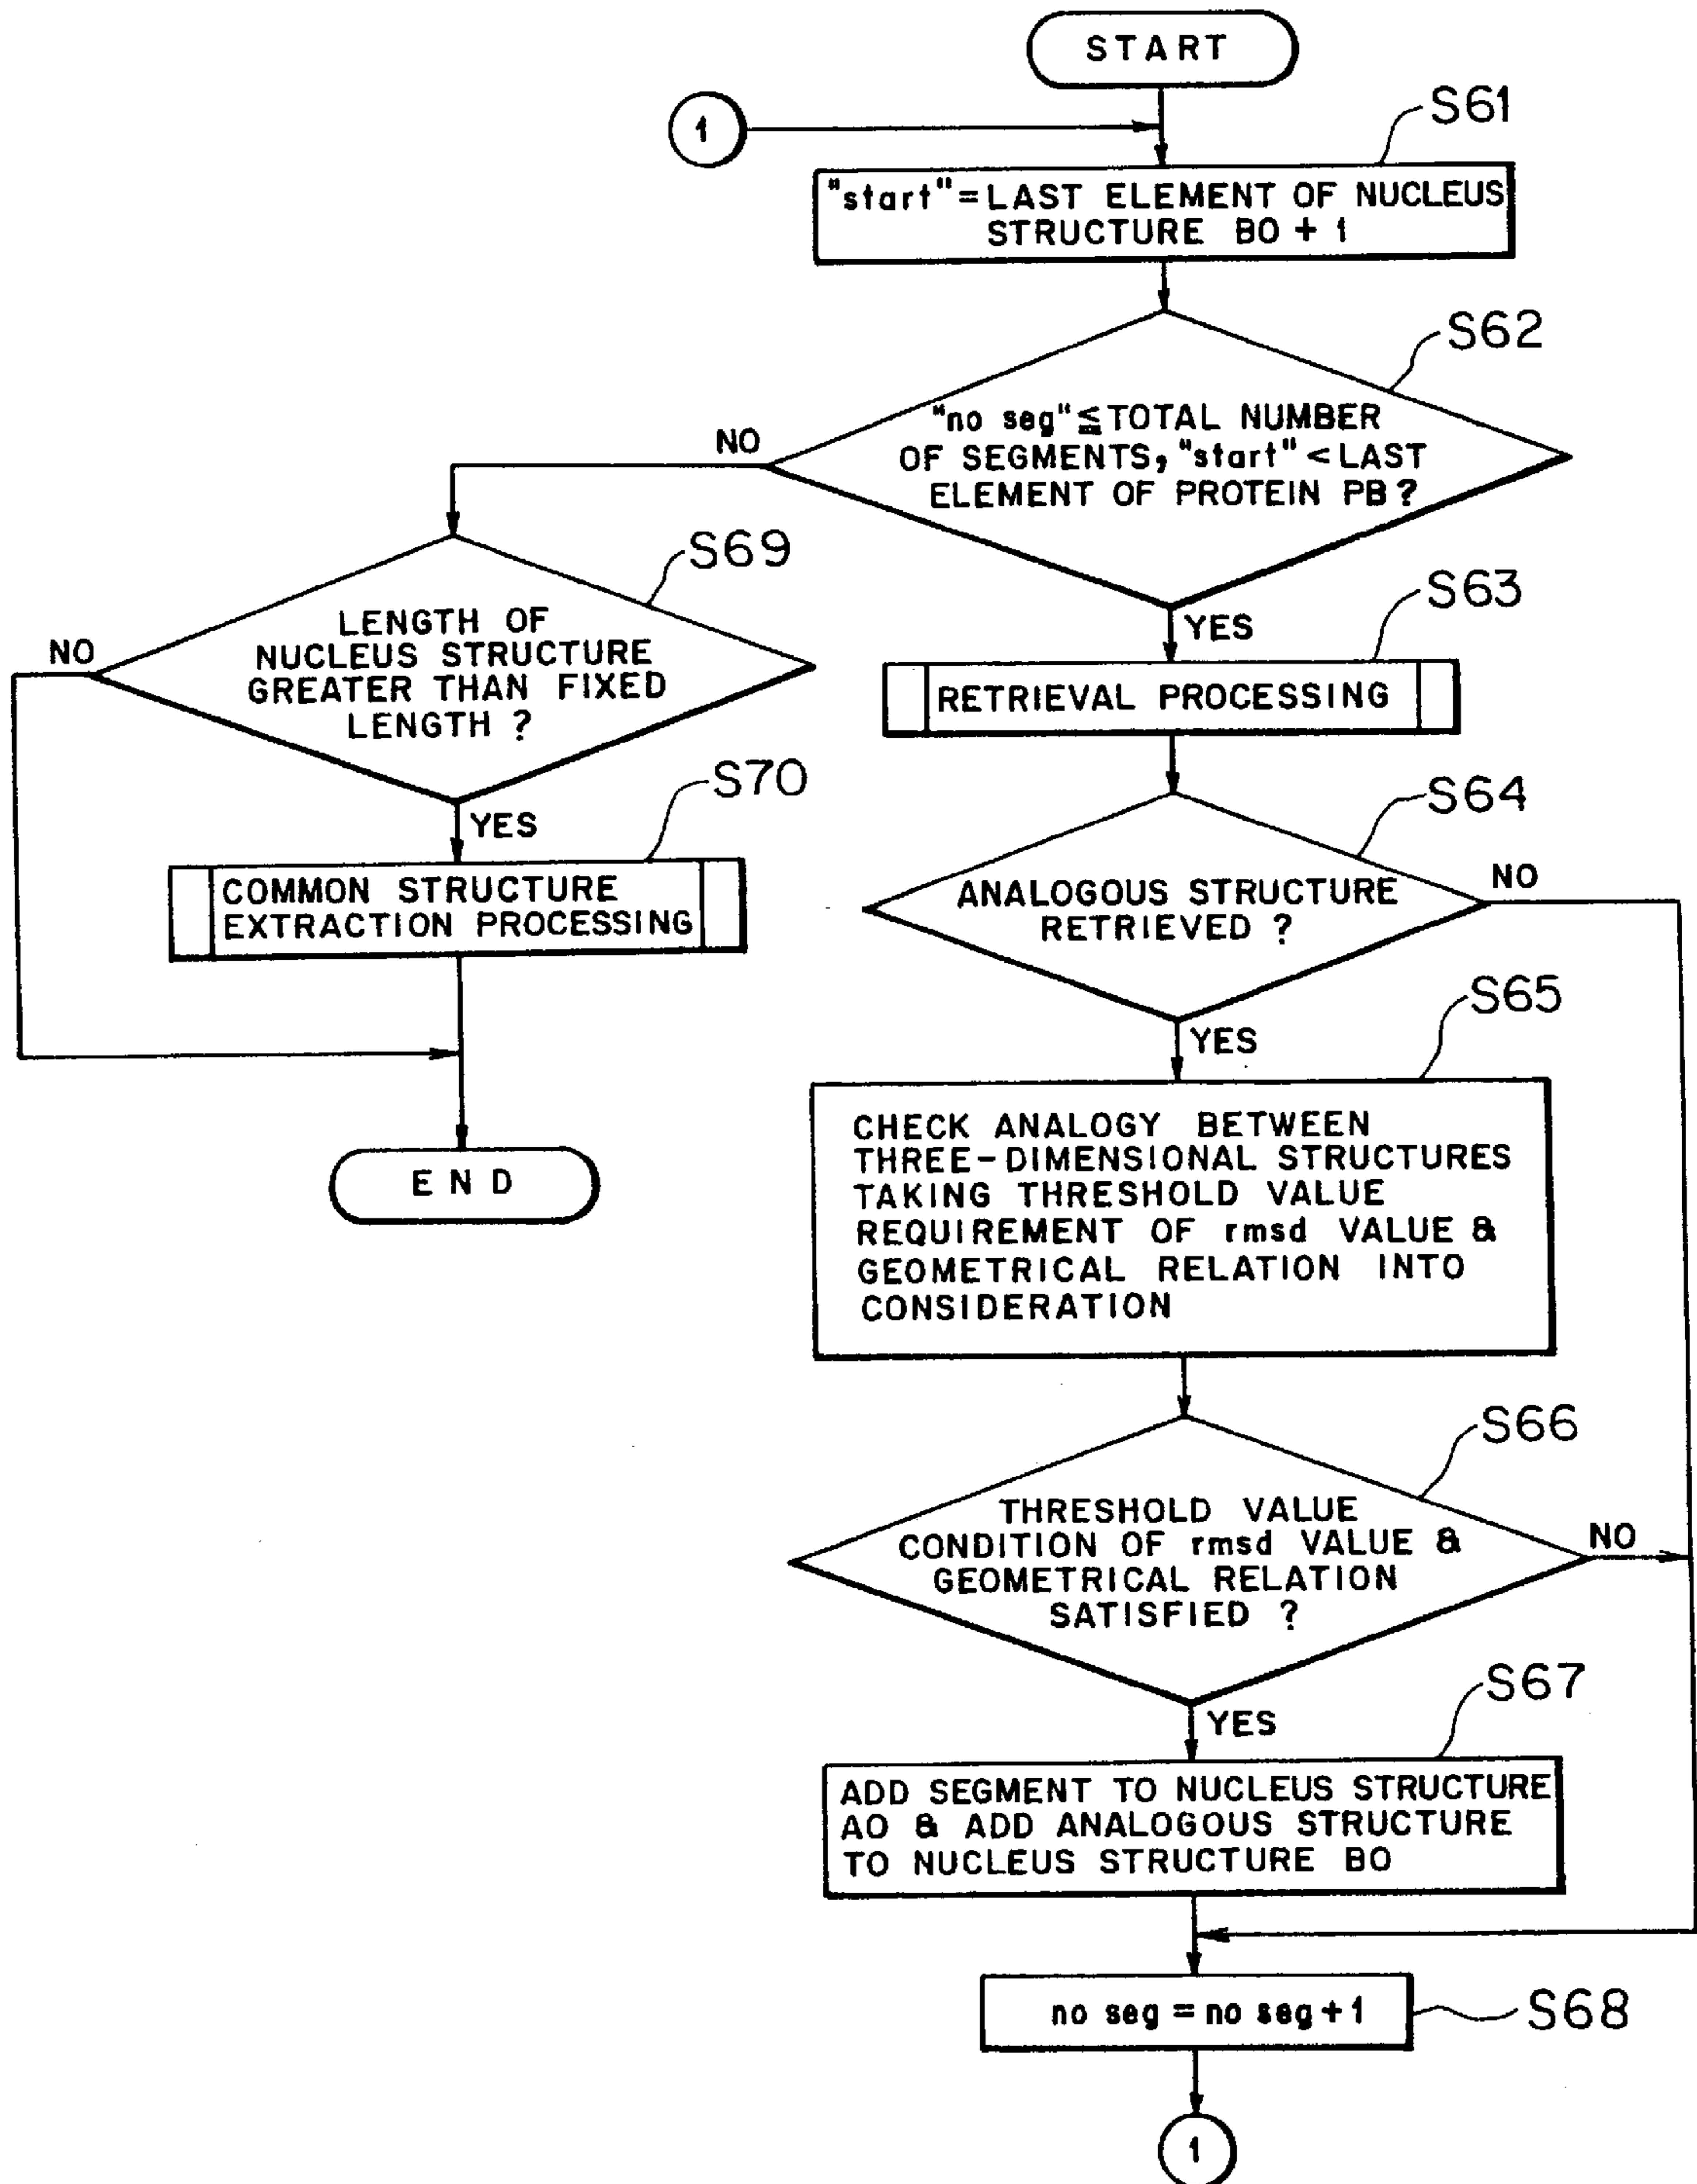 START
1
S61
"start"=LAST ELEMENT OF NUCLEUS
STRUCTURE BO + 1
S62
"no seg"≦TOTAL NUMBER
OF SEGMENTS, "start" < LAST
ELEMENT OF PROTEIN PB?
NO
YES
S69
LENGTH OF
NUCLEUS STRUCTURE
GREATER THAN FIXED
LENGTH ?
NO
YES
S70
COMMON STRUCTURE
EXTRACTION PROCESSING
END
S63
RETRIEVAL PROCESSING
S64
ANALOGOUS STRUCTURE
RETRIEVED ?
NO
YES
S65
CHECK ANALOGY BETWEEN
THREE-DIMENSIONAL STRUCTURES
TAKING THRESHOLD VALUE
REQUIREMENT OF rmsd VALUE &
GEOMETRICAL RELATION INTO
CONSIDERATION
S66
THRESHOLD VALUE
CONDITION OF rmsd VALUE &
GEOMETRICAL RELATION
SATISFIED ?
NO
YES
S67
ADD SEGMENT TO NUCLEUS STRUCTURE
AO & ADD ANALOGOUS STRUCTURE
TO NUCLEUS STRUCTURE BO
no seg = no seg + 1
S68
1